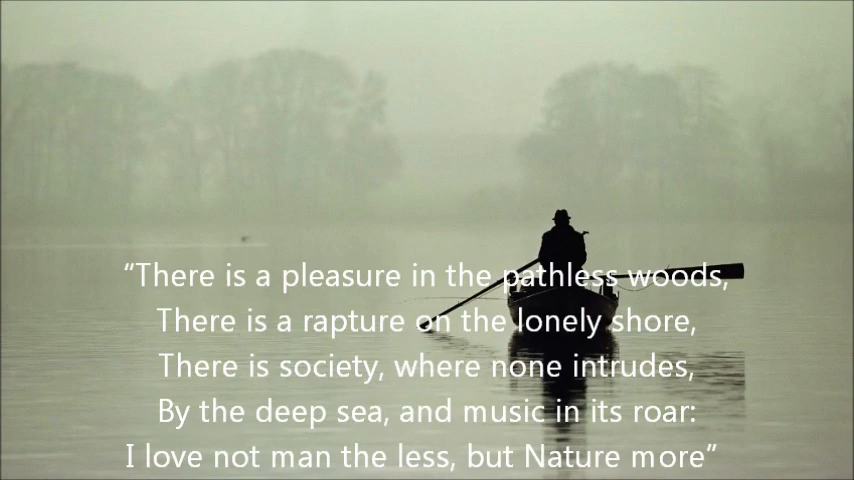 “There is a pleasure in the pathless woods,
There is a rapture on the lonely shore,
There is society, where none intrudes,
By the deep sea, and music in its roar:
I love not man the less, but Nature more”